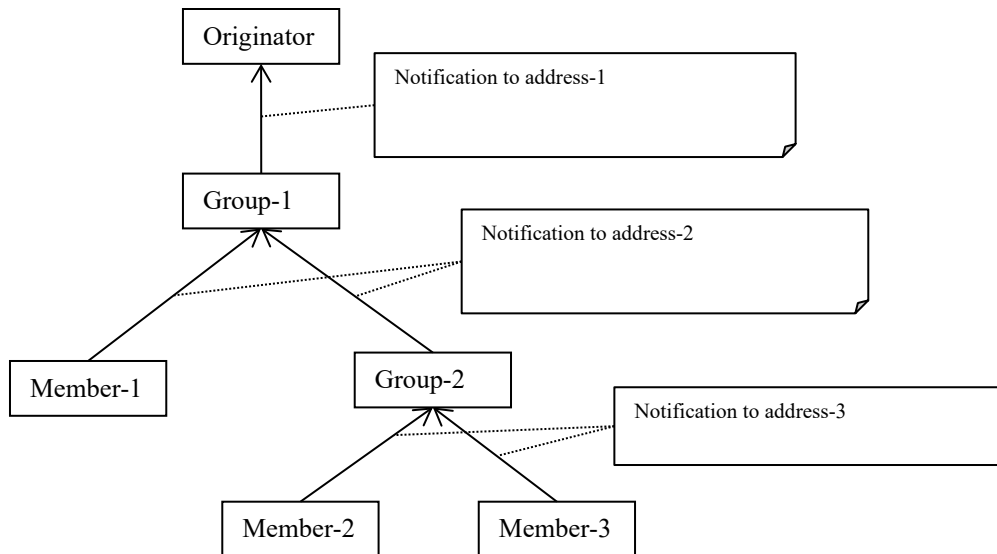 Originator
Notification to address-1
Group-1
Notification to address-2
Member-1
Group-2
Notification to address-3
Member-2
Member-3